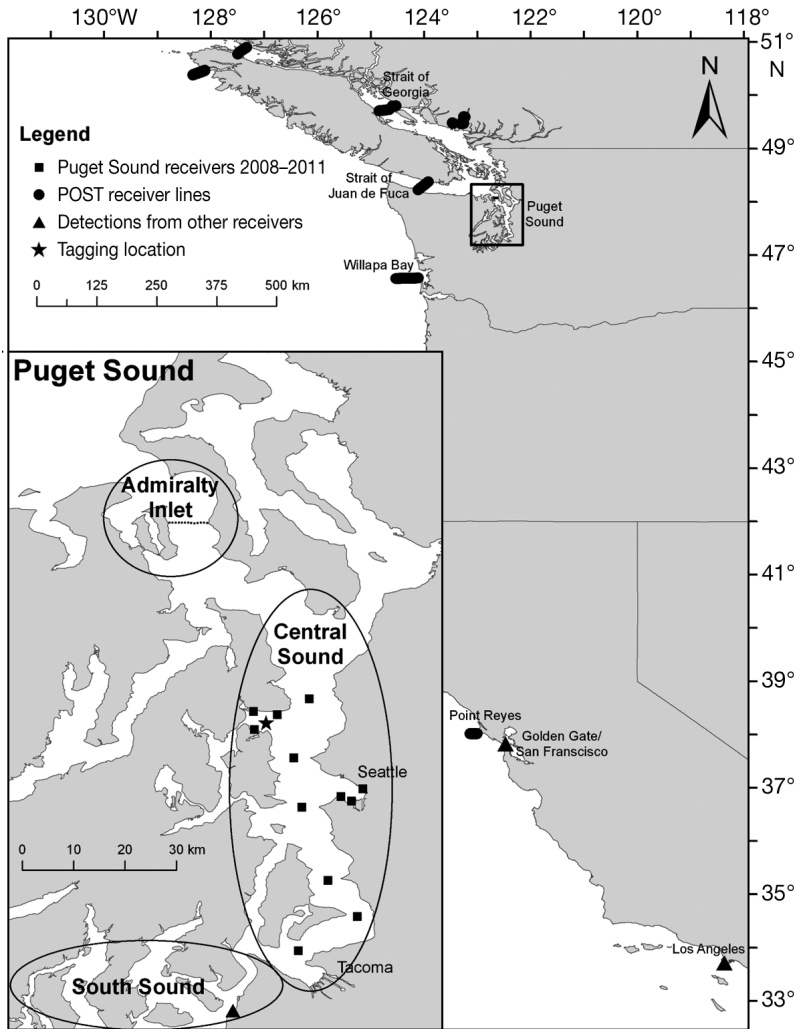 130°W 128° 126° 124° 122° 120° 118°
51°
N
N
Strait of
Georgia
Legend
Puget Sound receivers 2008–2011
POST receiver lines
Detections from other receivers
Tagging location
0 125 250 375 500 km
49°
Strait of
Juan de Fuca
Puget
Sound
47°
Willapa Bay
45°
Puget Sound
43°
Admiralty
Inlet
41°
Central
Sound
39°
Point Reyes
Golden Gate/
San Franscisco
Seattle
37°
0 10 20 30 km
35°
Los Angeles
Tacoma
South Sound
33°